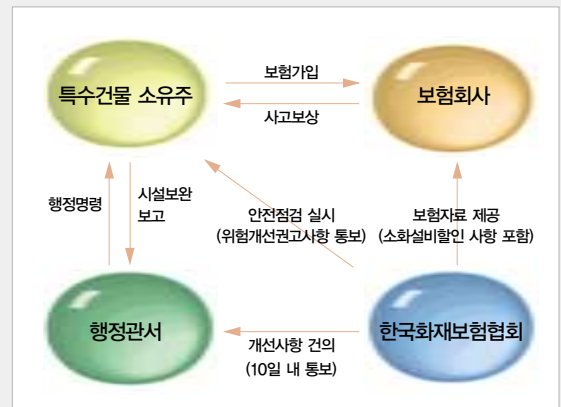 특수건물 소유주
보험가입
사고보상
보험회사
행정명령
시설보완
보고
안전점검 실시
(위험개선권고사항 통보)
보험자료 제공
(소화설비할인 사항 포함)
행정관서
개선사항 건의
(10일 내 통보)
한국화재보험협회